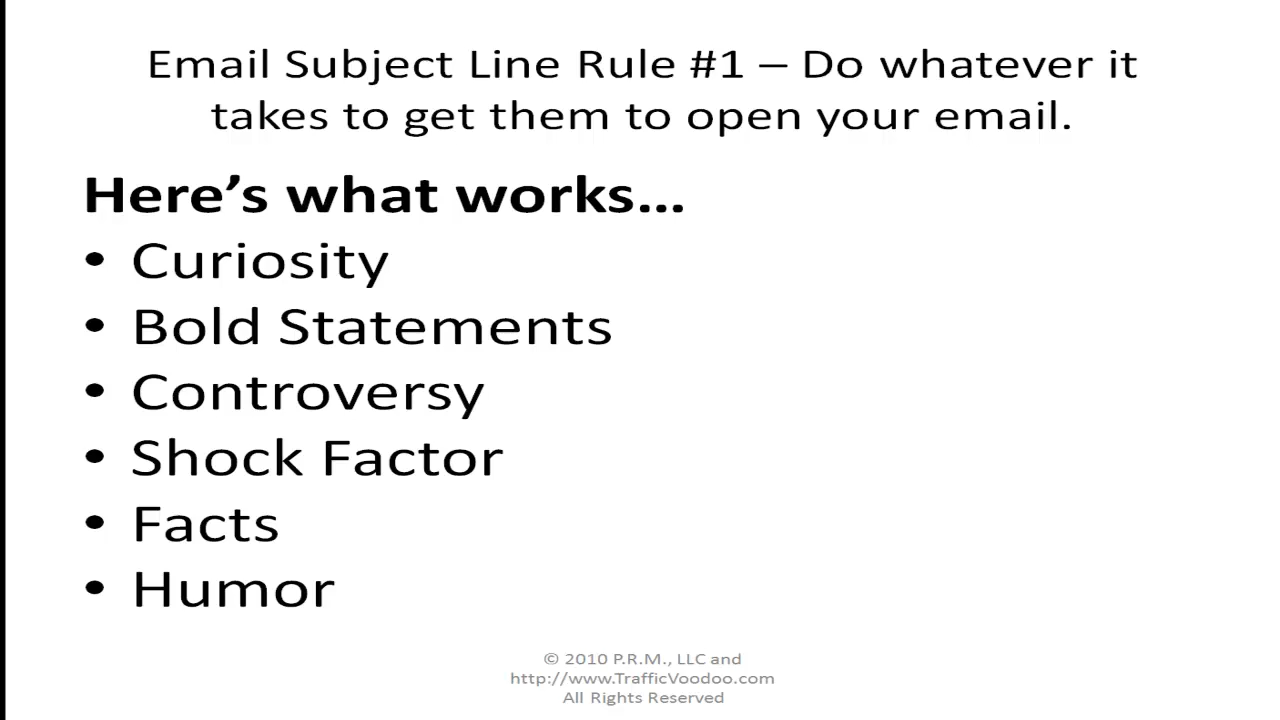 Email Subject Line Rule #1 – Do whatever it
takes to get them to open your email.
Here’s what works…
• Curiosity
• Bold Statements
• Controversy
• Shock Factor
• Facts
• Humor
© 2010 P.R.M., LLC and
http://www.TrafficVoodoo.com
All Rights Reserved